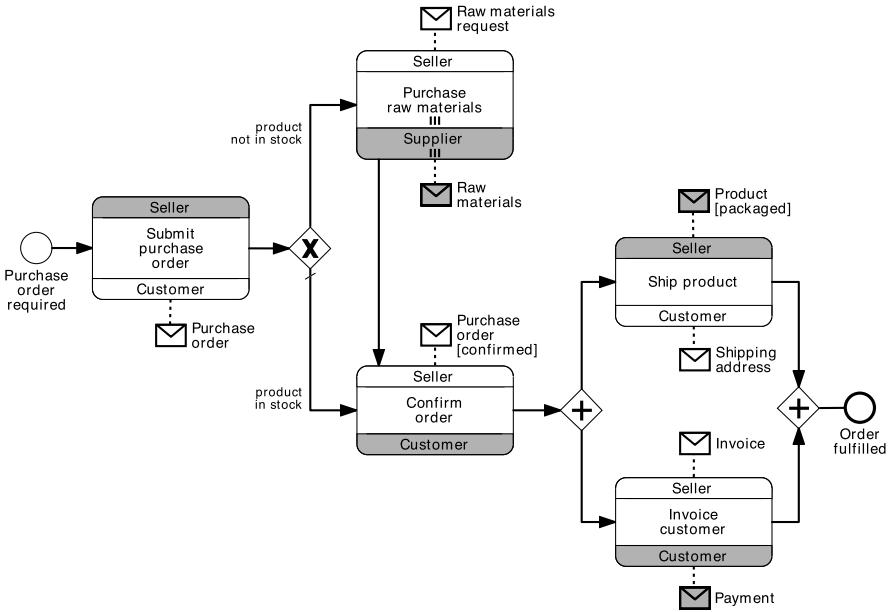 Raw materials
request
Seller
Purchase
raw materials
Supplier
Raw
materials
product
not in stock
Seller
Submit
purchase
order
Customer
Purchase
order
required
Purchase
order
X
product
in stock
Purchase
order
[confirmed]
Seller
Confirm
order
Customer
Product
[packaged]
Seller
Ship product
Customer
Shipping
address
Invoice
Seller
Invoice
customer
Customer
Payment
Order
fulfilled